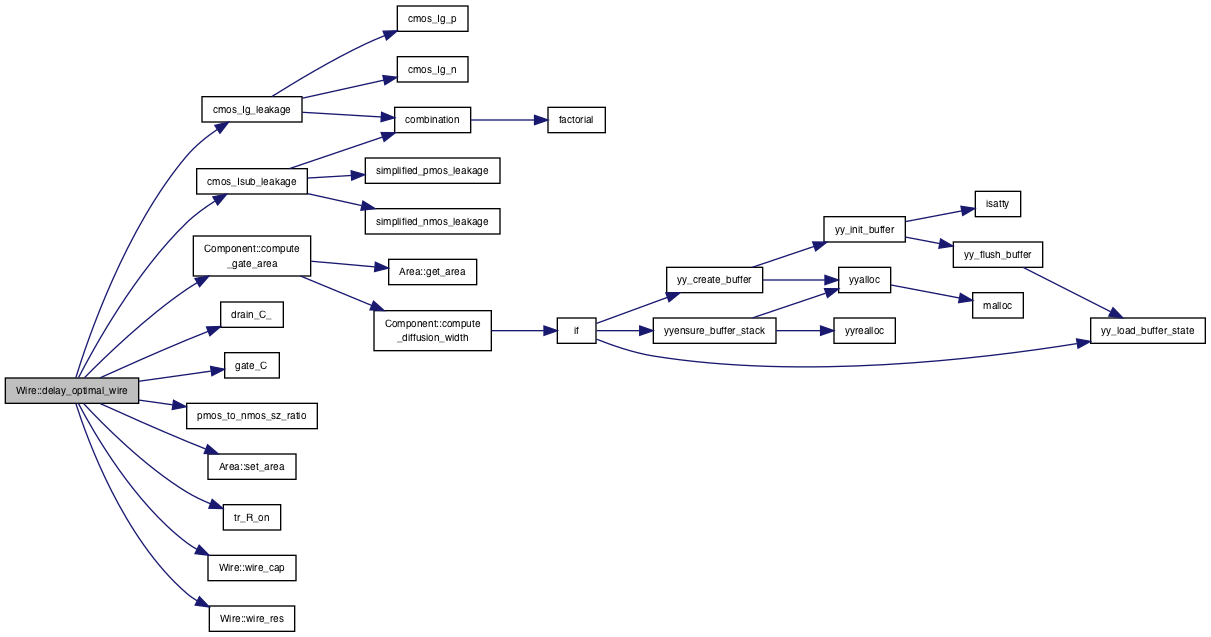 cmos_Ig_p
cmos_Ig_n
cmos_Ig_leakage
combination
factorial
simplified_pmos_leakage
cmos_Isub_leakage
simplified_nmos_leakage
isatty
yy_init_buffer
Component::compute
_gate_area
yy_flush_buffer
Area::get_area
yy_create_buffer
yyalloc
malloc
drain_C_
Component::compute
_diffusion_width
if
yyensure_buffer_stack
yyrealloc
yy_load_buffer_state
gate_C
Wire::delay_optimal_wire
pmos_to_nmos_sz_ratio
Area::set_area
tr_R_on
Wire::wire_cap
Wire::wire_res